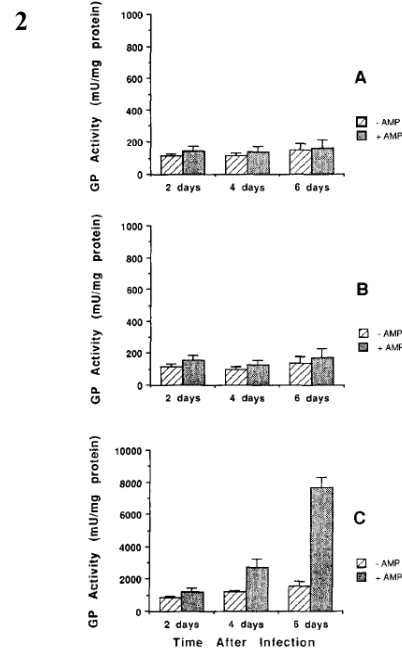 2
GP Activity (mU/mg protein)
1000
800
600
400
200
0
2 days 4 days 6 days
A
- AMP
+ AMP
GP Activity (mU/mg protein)
1000
800
600
400
200
0
2 days 4 days 6 days
B
- AMP
+ AMP
GP Activity (mU/mg protein)
10000
8000
6000
4000
2000
0
2 days 4 days 6 days
C
- AMP
+ AMP
Time After Infection